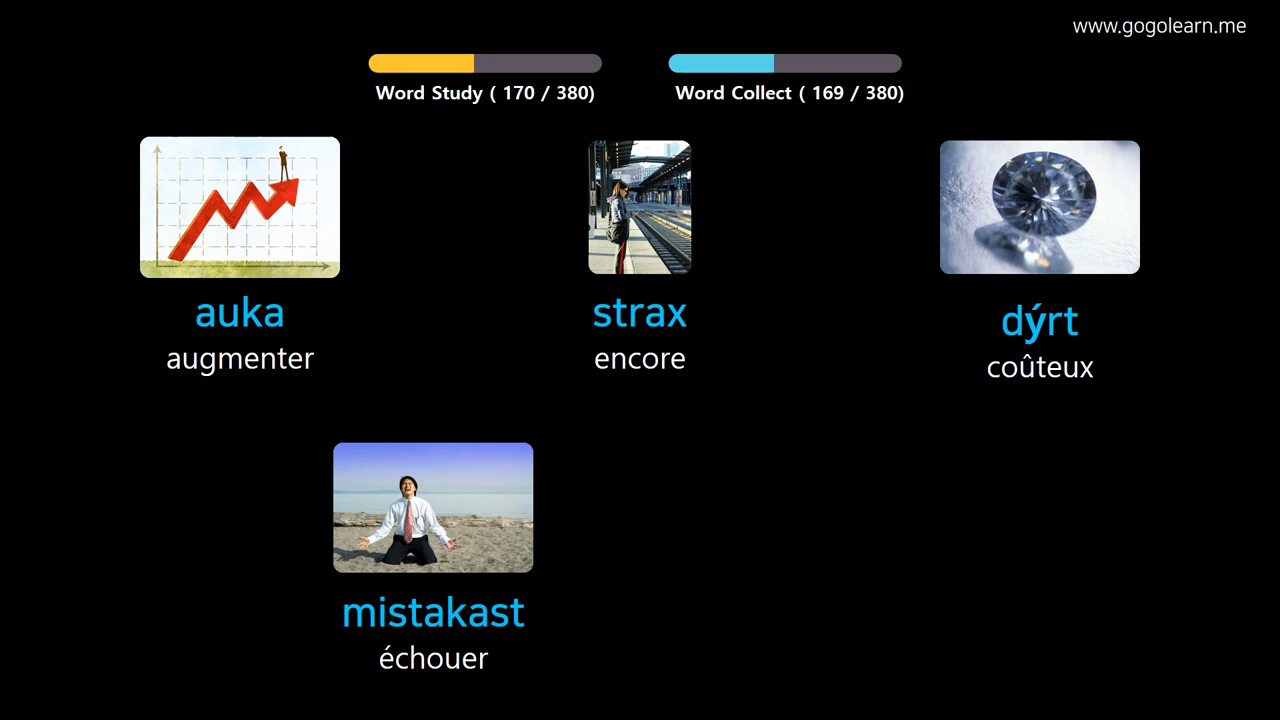 www.gogolearn.me
Word Study ( 170 / 380)
Word Collect ( 169 / 380)
auka
augmenter
strax
encore
dýrt
coûteux
mistakast
échouer